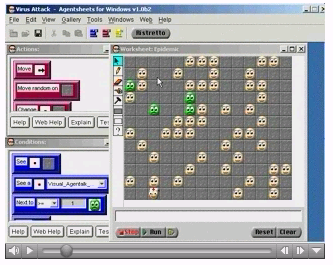 Virus Attack - Agentsheets for Windows v1.0b2
File Edit View Gallery Tools Windows Web Help
Ristretto
Actions:
Move
Move random on
Change
Help Web Help Explain Tes
Conditions:
See
See a Visual_Agentalk_
Next to >= 1
Help Web Help Explain Tes
Worksheet: Epidemic
?
Stop Run Reset Clear